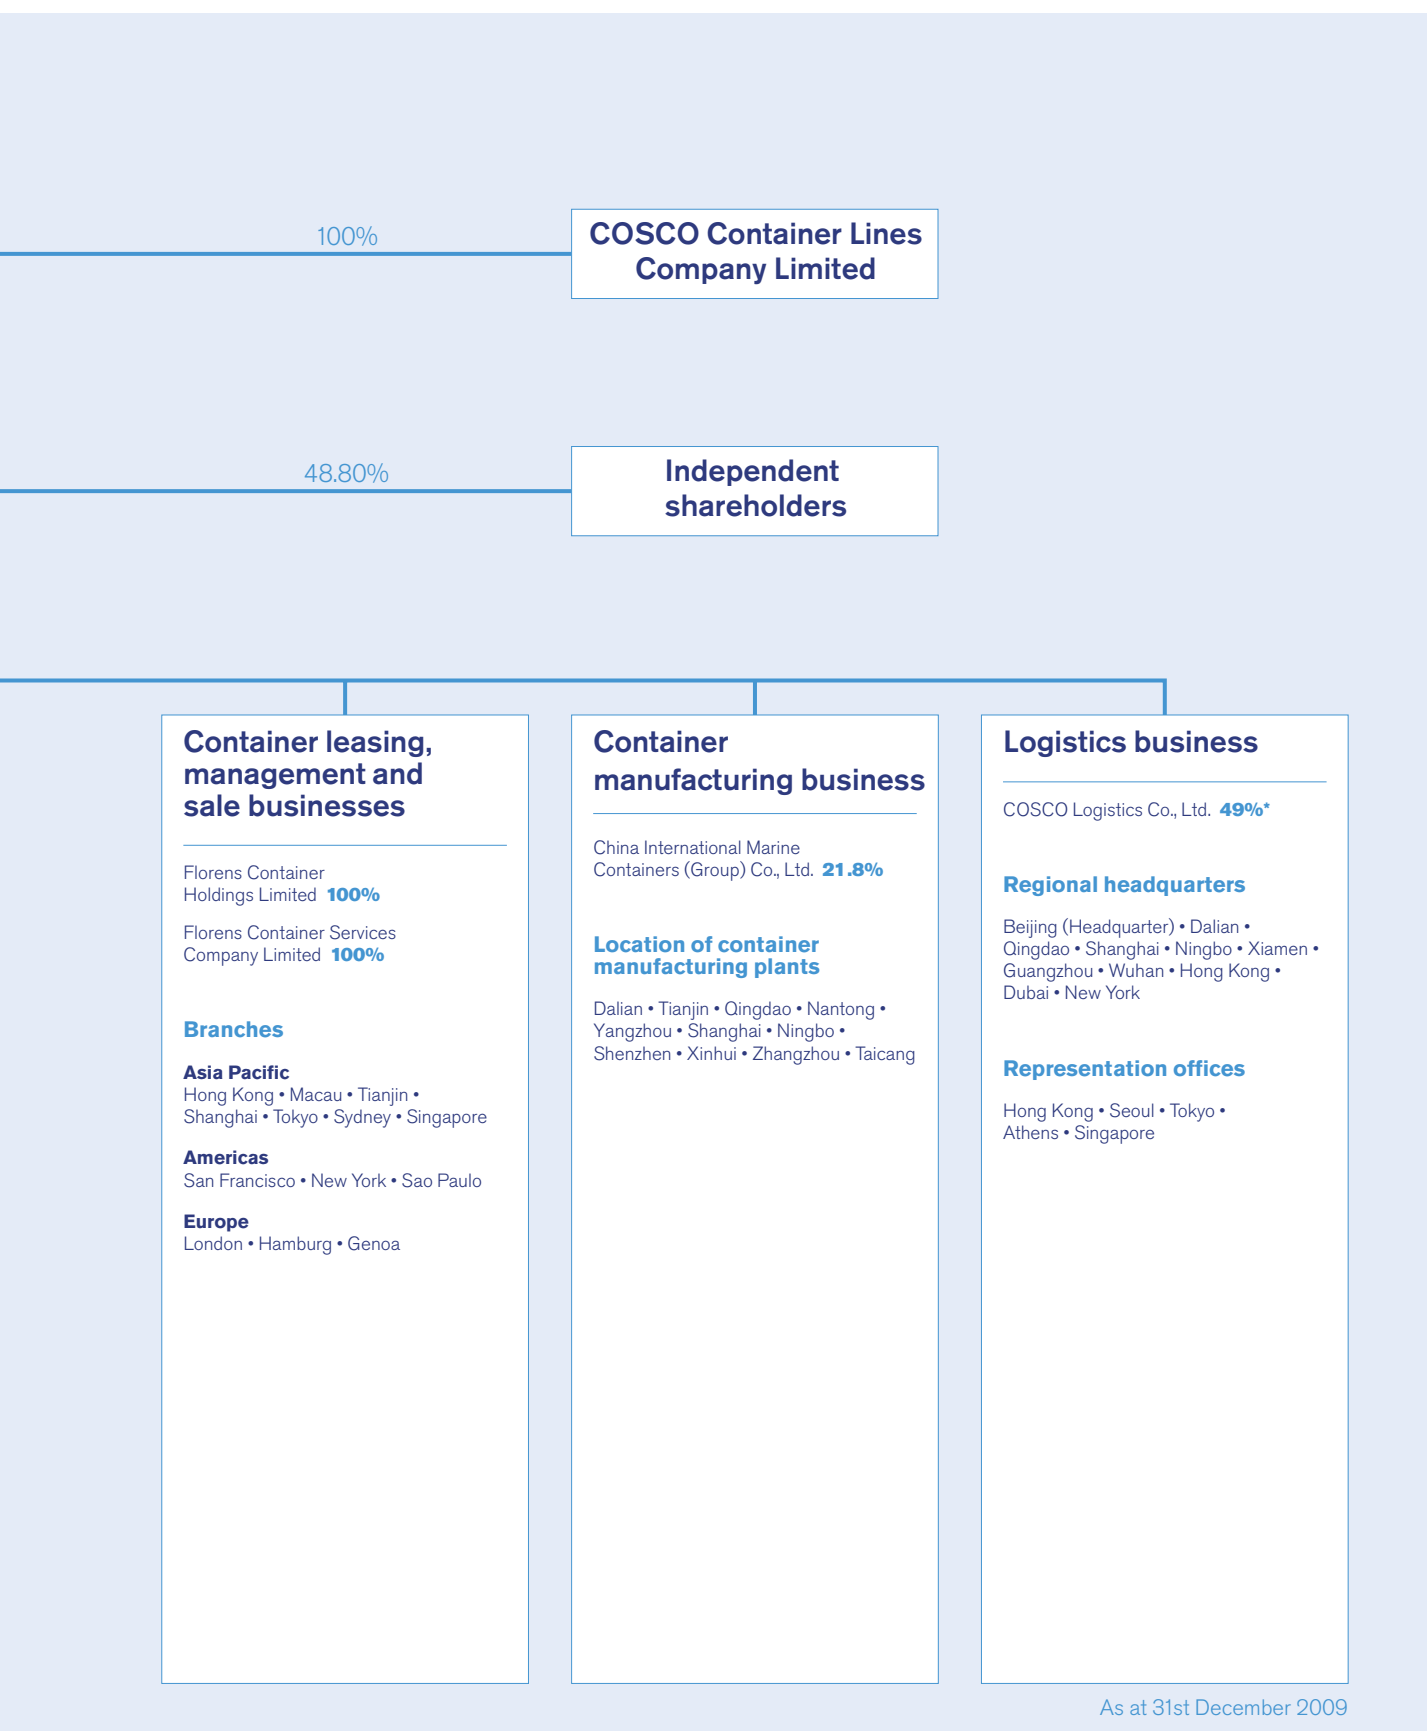 100%
COSCO Container Lines
Company Limited
48.80%
Independent
shareholders
Container leasing,
management and
sale businesses
Florens Container
Holdings Limited 100%
Florens Container Services
Company Limited 100%
Branches
Asia Pacific
Hong Kong • Macau • Tianjin •
Shanghai • Tokyo • Sydney • Singapore
Americas
San Francisco • New York • Sao Paulo
Europe
London • Hamburg • Genoa
Container
manufacturing business
China International Marine
Containers (Group) Co., Ltd. 21.8%
Location of container
manufacturing plants
Dalian • Tianjin • Qingdao • Nantong •
Yangzhou • Shanghai • Ningbo •
Shenzhen • Xinhui • Zhangzhou • Taicang
Logistics business
COSCO Logistics Co., Ltd. 49%*
Regional headquarters
Beijing (Headquarter) • Dalian •
Qingdao • Shanghai • Ningbo • Xiamen •
Guangzhou • Wuhan • Hong Kong •
Dubai • New York
Representation offices
Hong Kong • Seoul • Tokyo •
Athens • Singapore
As at 31st December 2009